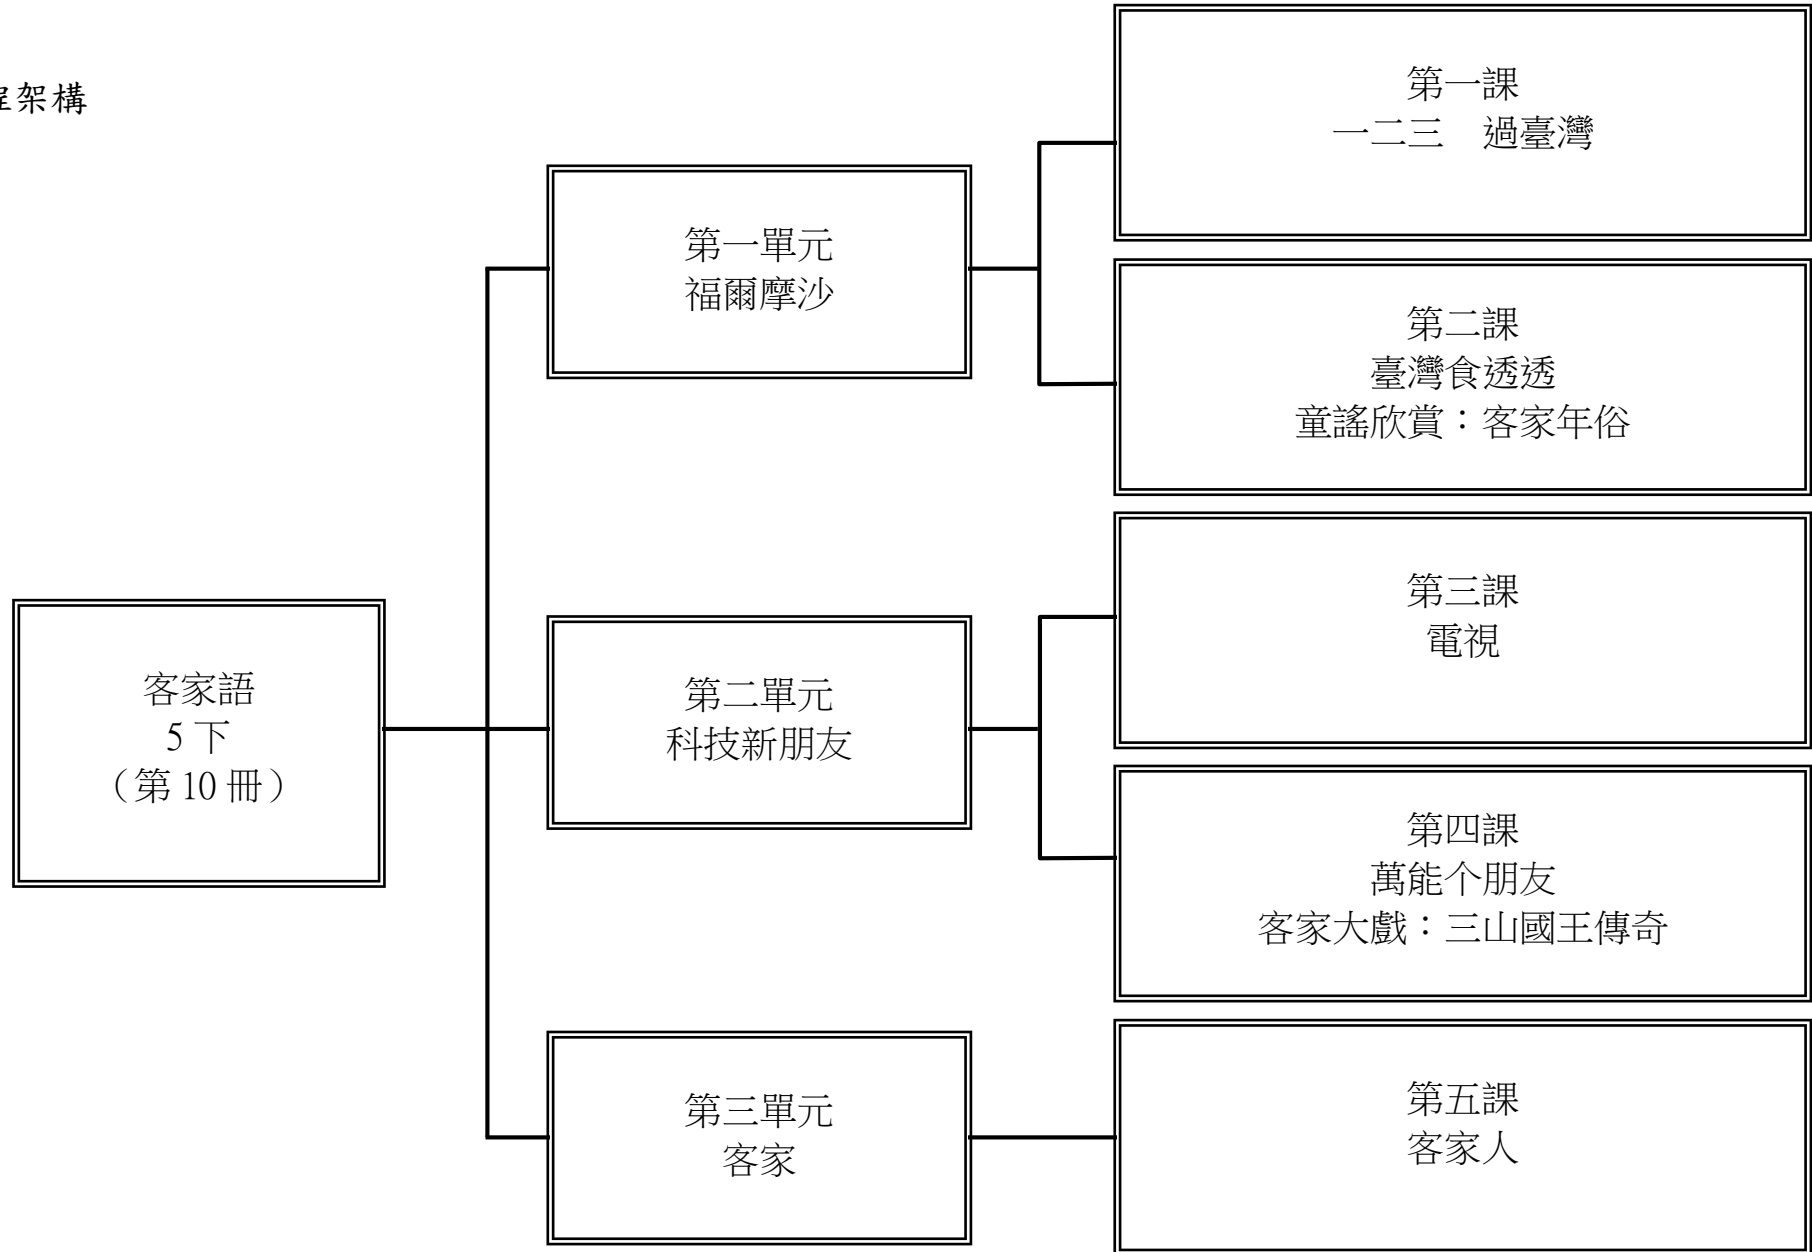 架構
客家語
5下
（第10冊）
第一單元
福爾摩沙
第一課
一二三　過臺灣
第二課
臺灣食透透
童謠欣賞：客家年俗
第二單元
科技新朋友
第三課
電視
第四課
萬能个朋友
客家大戲：三山國王傳奇
第三單元
客家
第五課
客家人